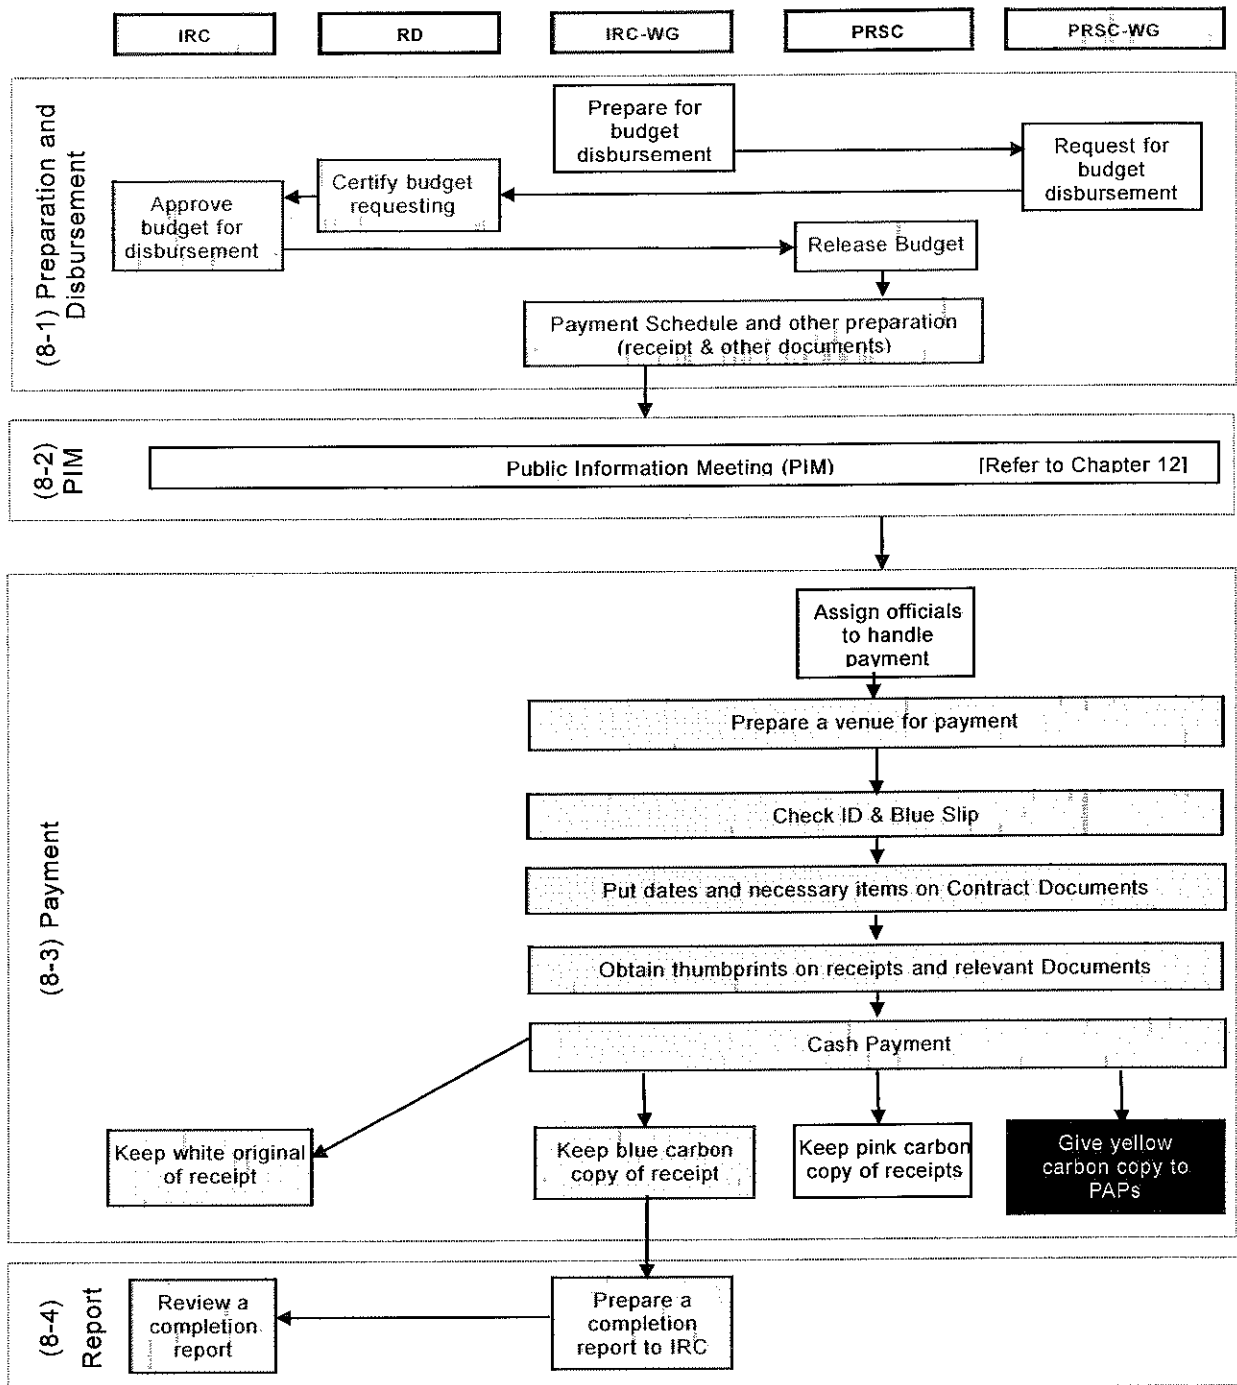 IRC
RD
IRC-WG
PRSC
PRSC-WG
(8-1) Preparation and
Disbursement
Prepare for
budget
disbursement
Request for
budget
disbursement
Certify budget
requesting
Approve
budget for
disbursement
Release Budget
Payment Schedule and other preparation
(receipt & other documents)
(8-2)
PIM
Public Information Meeting (PIM)
[Refer to Chapter 12]
(8-3) Payment
Assign officials
to handle
payment
Prepare a venue for payment
Check ID & Blue Slip
Put dates and necessary items on Contract Documents
Obtain thumbprints on receipts and relevant Documents
Cash Payment
Keep white original
of receipt
Keep blue carbon
copy of receipt
Keep pink carbon
copy of receipts
Give yellow
carbon copy to
PAPs
(8-4)
Report
Review a
completion
report
Prepare a
completion
report to IRC